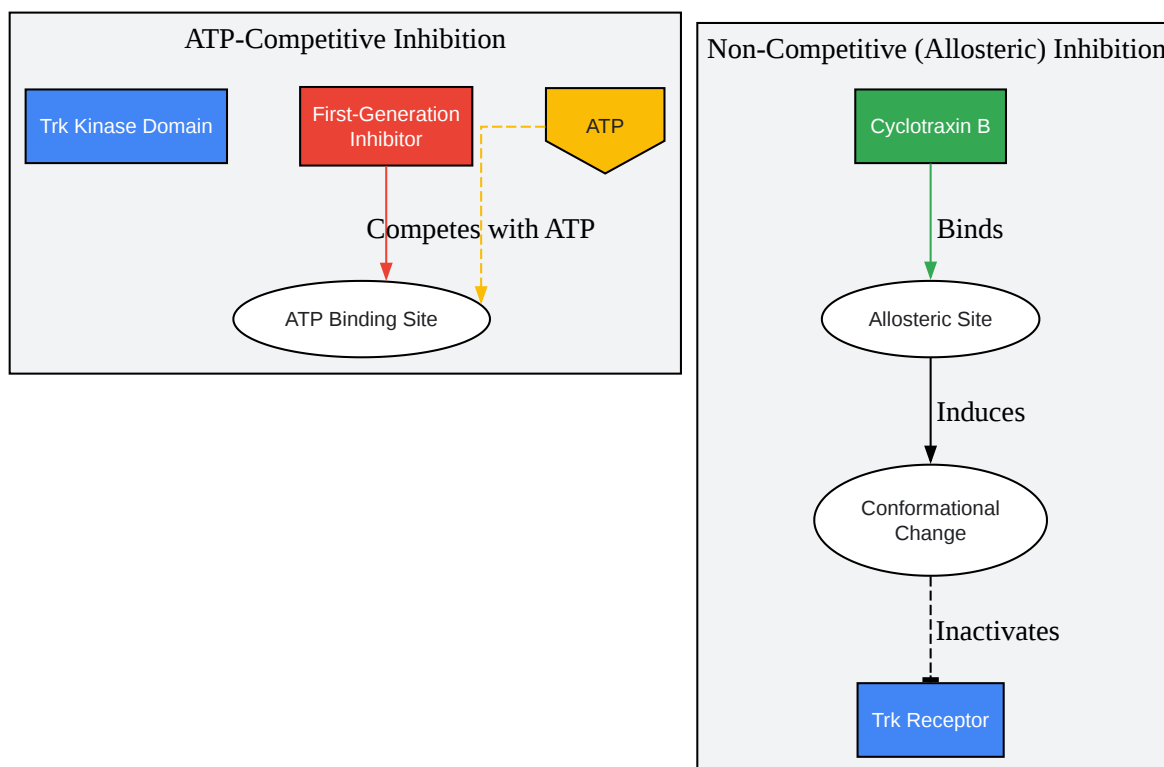 ATP-Competitive Inhibition
Trk Kinase Domain
First-Generation
Inhibitor
ATP
Competes with ATP
ATP Binding Site
Non-Competitive (Allosteric) Inhibition
Cyclotraxin B
Binds
Allosteric Site
Induces
Conformational
Change
Inactivates
Trk Receptor